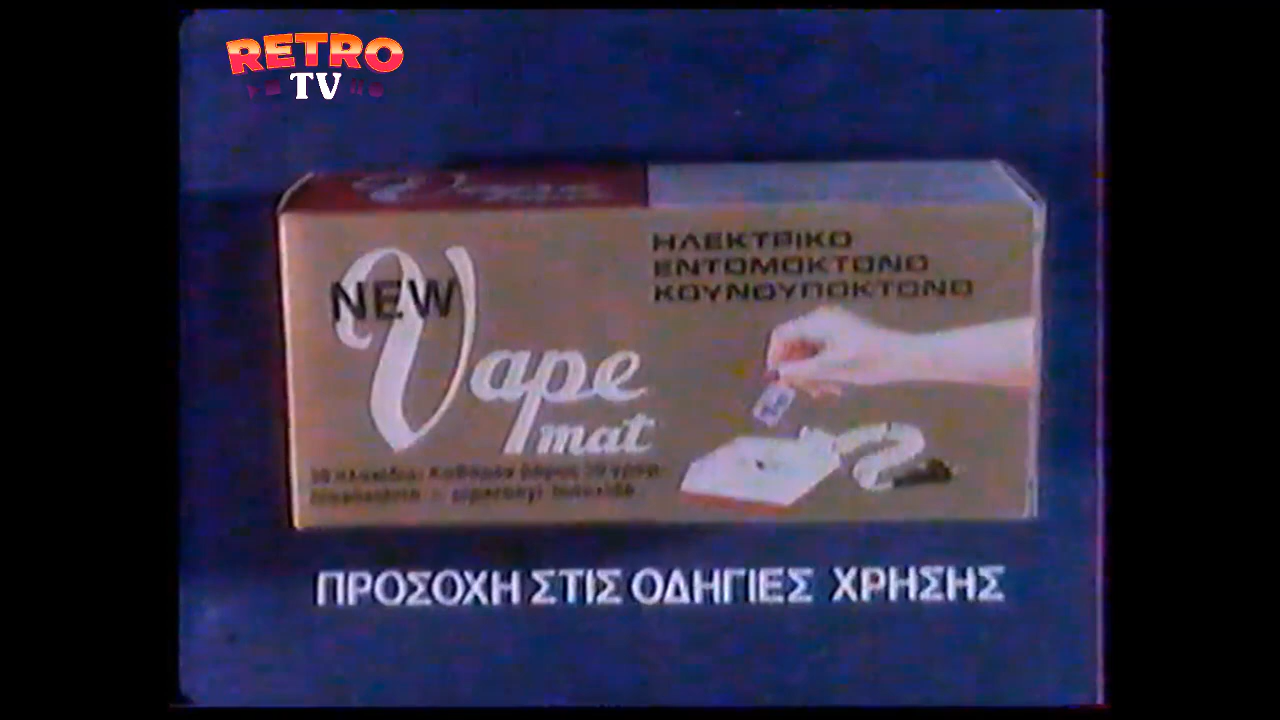 RETRO
TV
ΗΛΕΚΤΡΙΚΟ
ΕΝΤΟΜΟΚΤΟΝΟ
ΚΟΥΝΟΥΠΟΚΤΟΝΟ
NEW
Vape
mat
ΠΡΟΣΟΧΗ ΣΤΙΣ ΟΔΗΓΙΕΣ ΧΡΗΣΗΣ